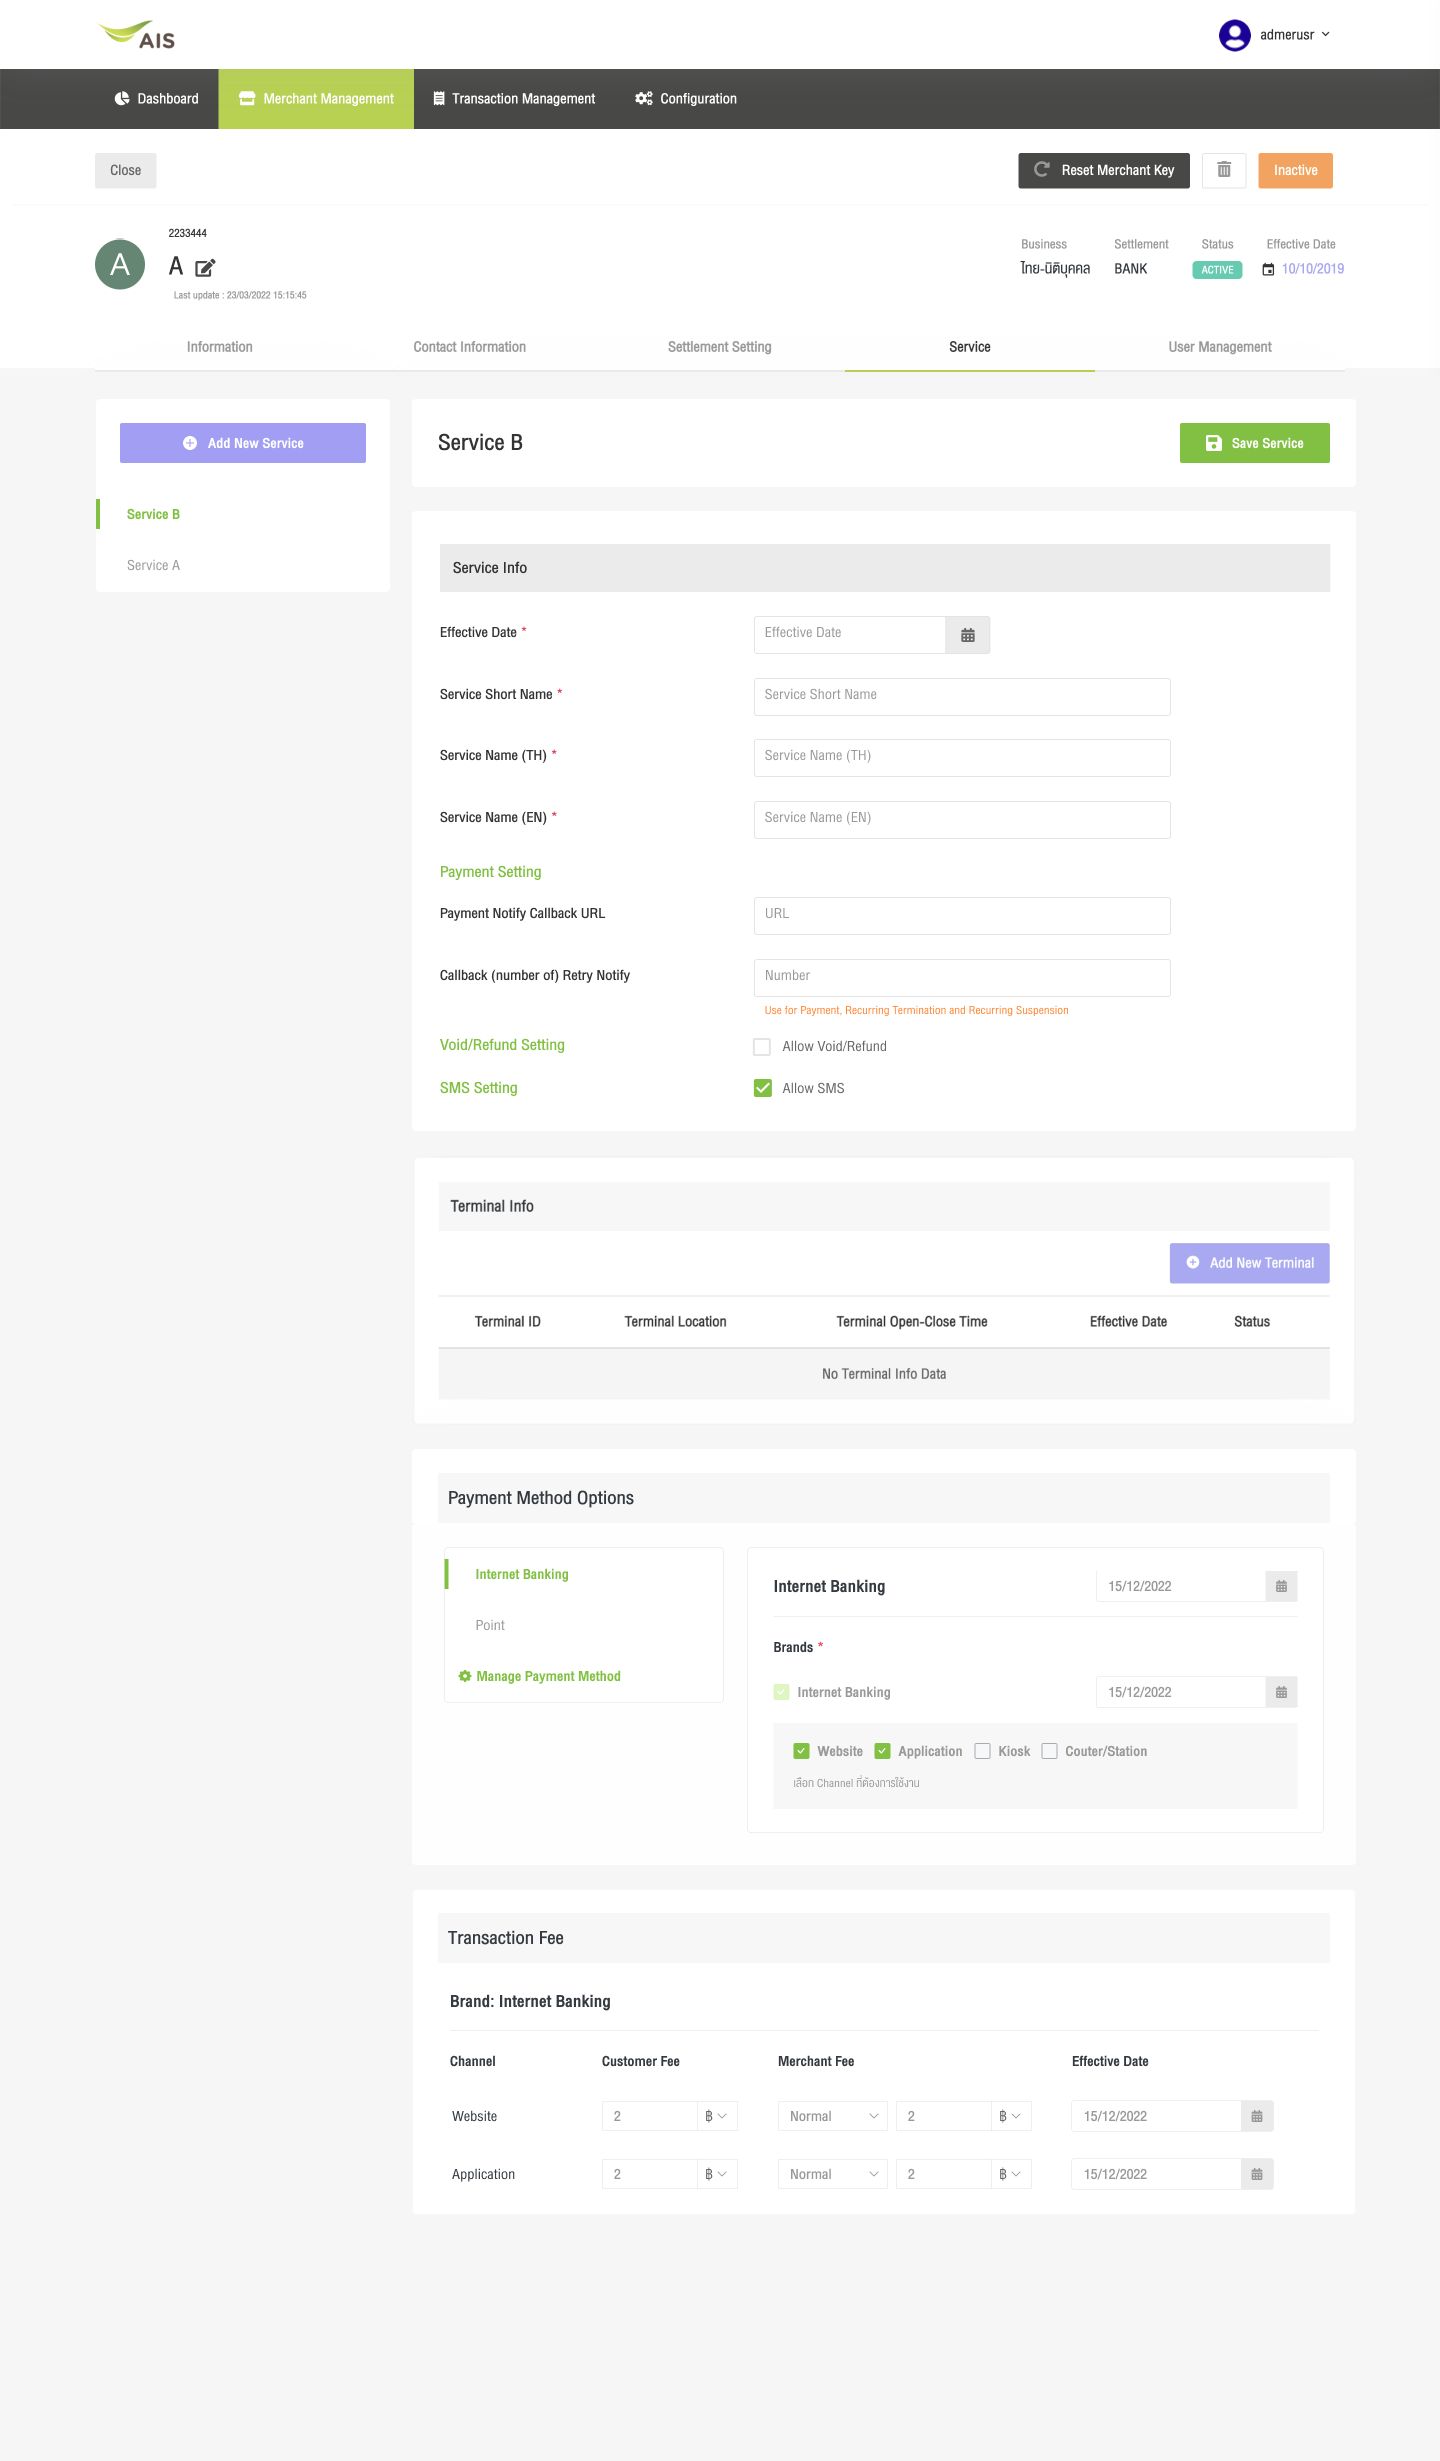 AIS
admerusr
Dashboard Merchant Management Transaction Management Configuration
Close
Reset Merchant Key Inactive
2233444
A A
Last update : 23/03/2022 15:15:45
Business Settlement Status Effective Date
ไทย-นิติบุคคล BANK ACTIVE 10/10/2019
Information Contact Information Settlement Setting Service User Management
Add New Service
Service B
Service A
Service B
Save Service
Service Info
Effective Date * Effective Date
Service Short Name * Service Short Name
Service Name (TH) * Service Name (TH)
Service Name (EN) * Service Name (EN)
Payment Setting
Payment Notify Callback URL URL
Callback (number of) Retry Notify Number
Use for Payment, Recurring Termination and Recurring Suspension
Void/Refund Setting Allow Void/Refund
SMS Setting Allow SMS
Terminal Info
Add New Terminal
Terminal ID Terminal Location Terminal Open-Close Time Effective Date Status
No Terminal Info Data
Payment Method Options
Internet Banking
Point
Manage Payment Method
Internet Banking 15/12/2022
Brands *
Internet Banking 15/12/2022
Website Application Kiosk Couter/Station
เลือก Channel ที่ต้องการใช้งาน
Transaction Fee
Brand: Internet Banking
Channel Customer Fee Merchant Fee Effective Date
Website 2 ฿ Normal 2 ฿ 15/12/2022
Application 2 ฿ Normal 2 ฿ 15/12/2022